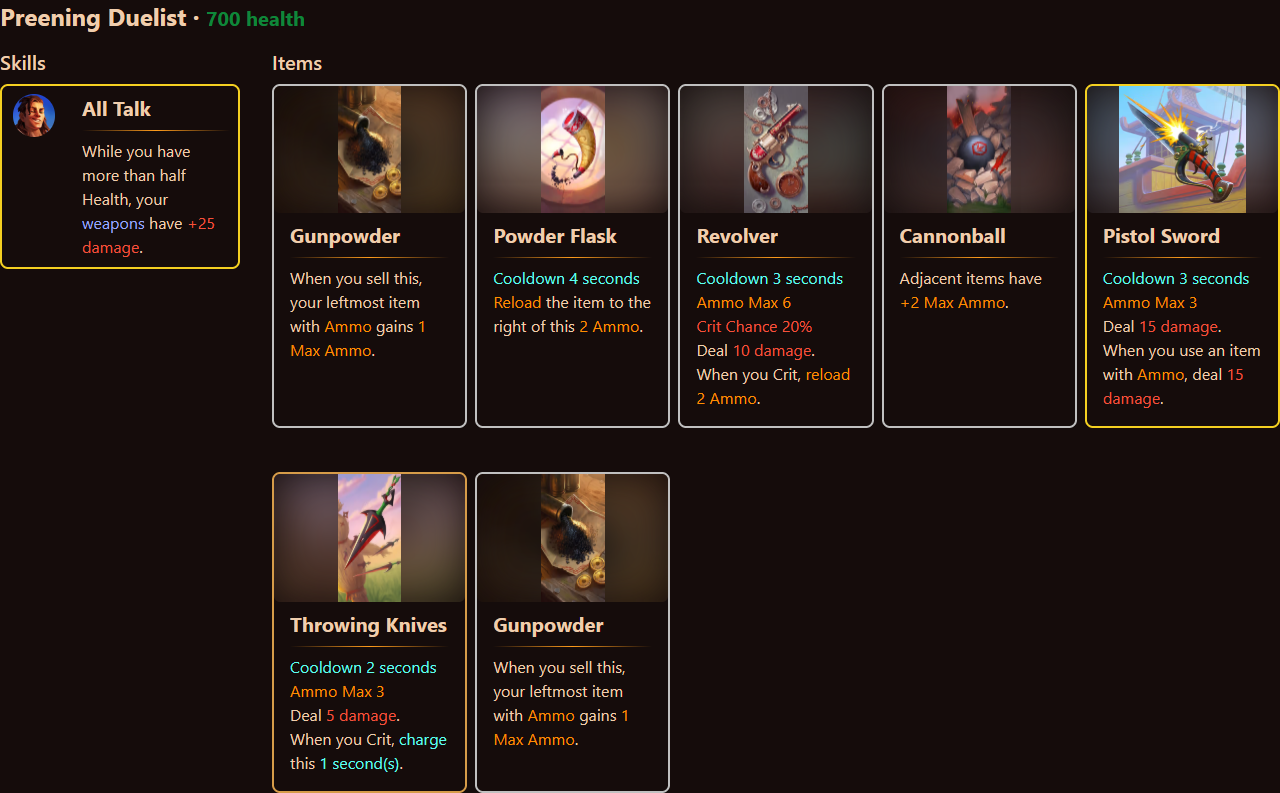 Preening Duelist · 700 health
Skills
All Talk
While you have
more than half
Health, your
weapons have +25
damage.
Items
Gunpowder
When you sell this,
your leftmost item
with Ammo gains 1
Max Ammo.
Powder Flask
Cooldown 4 seconds
Reload the item to the
right of this 2 Ammo.
Revolver
Cooldown 3 seconds
Ammo Max 6
Crit Chance 20%
Deal 10 damage.
When you Crit, reload
2 Ammo.
Cannonball
Adjacent items have
+2 Max Ammo.
Pistol Sword
Cooldown 3 seconds
Ammo Max 3
Deal 15 damage.
When you use an item
with Ammo, deal 15
damage.
Throwing Knives
Cooldown 2 seconds
Ammo Max 3
Deal 5 damage.
When you Crit, charge
this 1 second(s).
Gunpowder
When you sell this,
your leftmost item
with Ammo gains 1
Max Ammo.